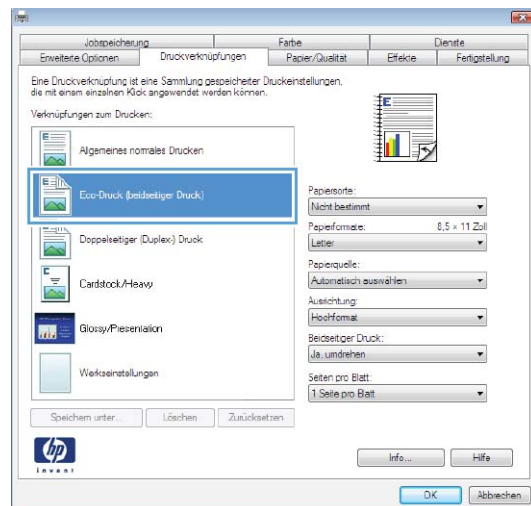 Jobspeicherung Farbe Dienste
Erweiterte Optionen Druckverknüpfungen Papier/Qualität Effekte Fertigstellung
Eine Druckverknüpfung ist eine Sammlung gespeicherter Druckeinstellungen,
die mit einem einzelnen Klick angewendet werden können.
Verknüpfungen zum Drucken:
Algemeines normales Drucken
Eco-Druck (beidseitiger Druck)
Doppelseitiger (Duplex-) Druck
Cardstock/Heavy
Glossy/Presentation
Werkseinstellungen
Speichern unter... Löschen Zurücksetzen
Papiersorte:
Nicht bestimmt
Papierformate: 8,5 × 11 Zoll
Letter
Papierquelle:
Automatisch auswählen
Ausrichtung:
Hochformat
Beidseitiger Druck:
Ja, umdrehen
Seiten pro Blatt:
1 Seite pro Blatt
hp
invent
Info... Hilfe
OK Abbrechen